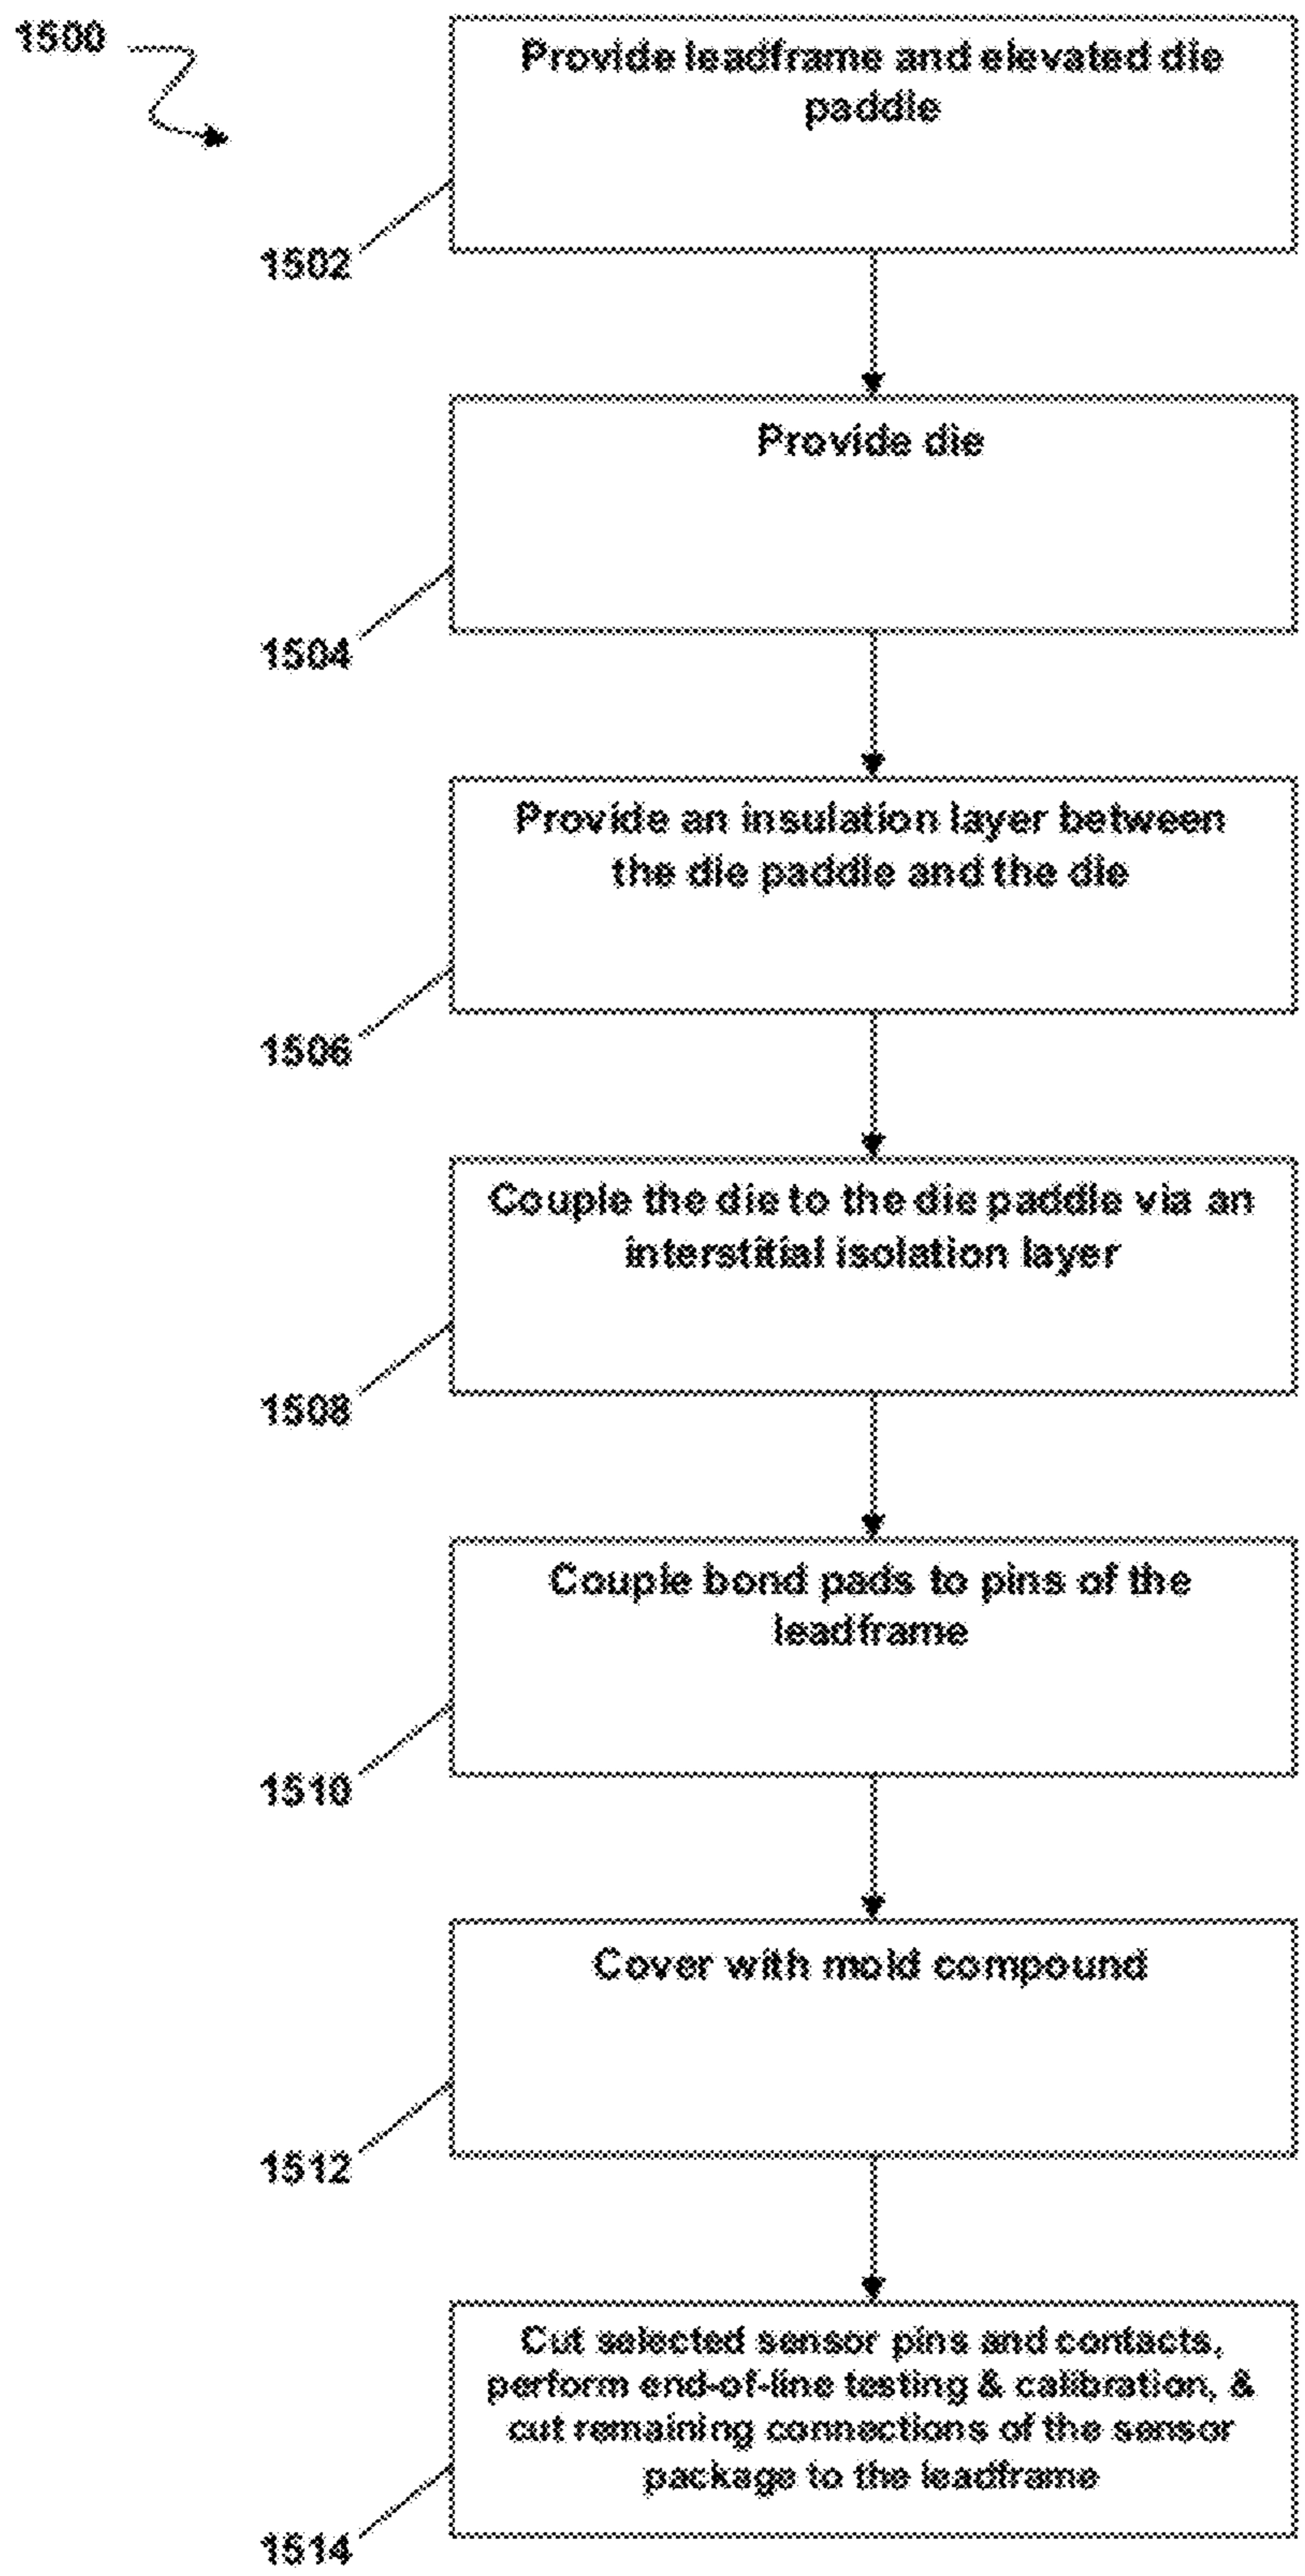 1500
Provide leadframe and elevated die
paddle
1502
Provide die
1504
Provide an insulation layer between
the die paddle and the die
1506
Couple the die to the die paddle via an
interstitial isolation layer
1508
Couple bond pads to pins of the
leadframe
1510
Cover with mold compound
1512
Cut selected sensor pins and contacts,
perform end-of-line testing & calibration, &
cut remaining connections of the sensor
package to the leadframe
1514